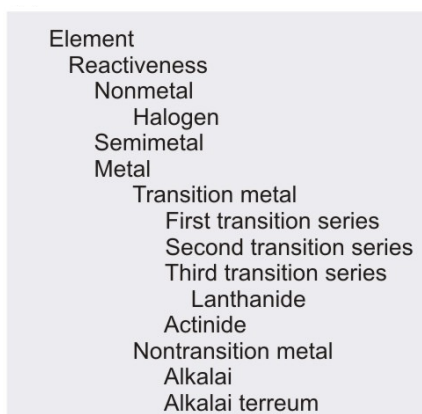 Element
Reactiveness
Nonmetal
Halogen
Semimetal
Metal
Transition metal
First transition series
Second transition series
Third transition series
Lanthanide
Actinide
Nontransition metal
Alkalai
Alkalai terreum